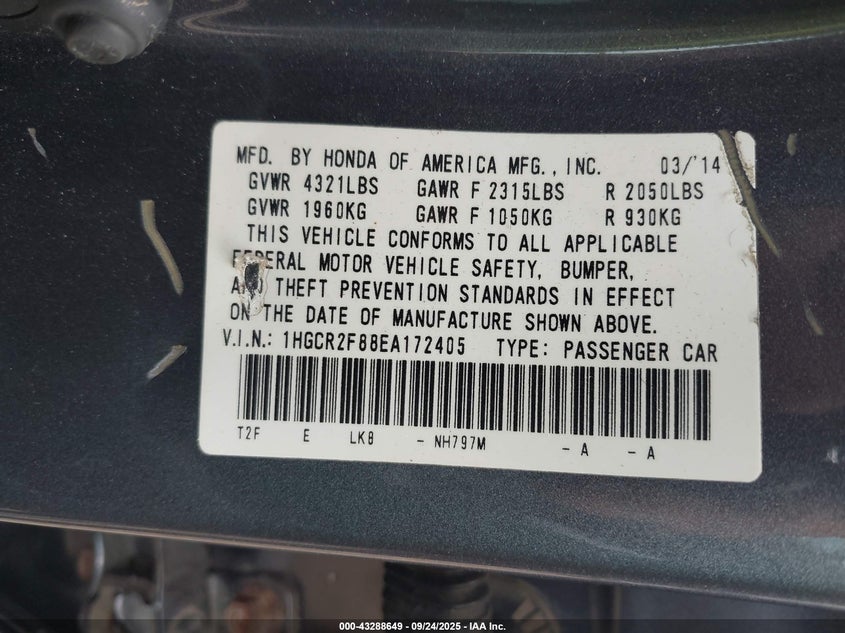 MFD. BY HONDA OF AMERICA MFG., INC. 03/'14
GVWR 4321LBS GAWR F 2315LBS R 2050LBS
GVWR 1960KG GAWR F 1050KG R 930KG
THIS VEHICLE CONFORMS TO ALL APPLICABLE
FEDERAL MOTOR VEHICLE SAFETY, BUMPER,
AND THEFT PREVENTION STANDARDS IN EFFECT
ON THE DATE OF MANUFACTURE SHOWN ABOVE.
V.I.N.: 1HGCR2F88EA172405 TYPE: PASSENGER CAR
T2F E LK8 - NH797M - A - A
000-43288649 | 09/24/2025 - IAA Inc.